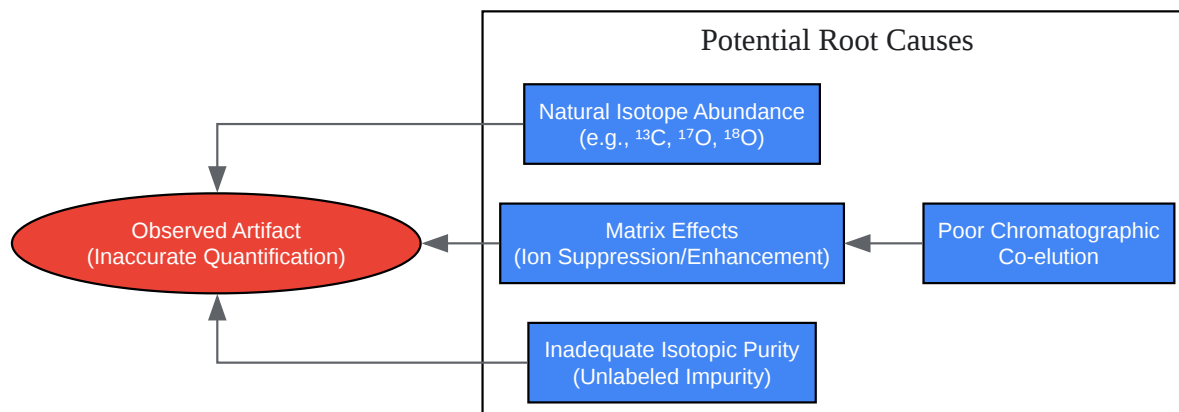 Potential Root Causes
Natural Isotope Abundance
(e.g., ¹³C, ¹⁷O, ¹⁸O)
Observed Artifact
(Inaccurate Quantification)
Matrix Effects
(Ion Suppression/Enhancement)
Poor Chromatographic
Co-elution
Inadequate Isotopic Purity
(Unlabeled Impurity)